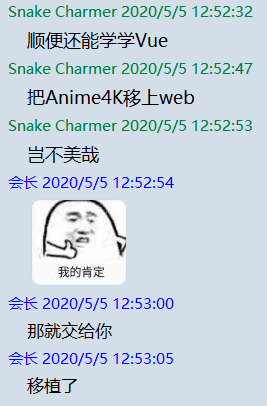 Snake Charmer 2020/5/5 12:52:32
顺便还能学学Vue
Snake Charmer 2020/5/5 12:52:47
把Anime4K移上web
Snake Charmer 2020/5/5 12:52:53
岂不美哉
会长 2020/5/5 12:52:54
我的肯定
会长 2020/5/5 12:53:00
那就交给你
会长 2020/5/5 12:53:05
移植了